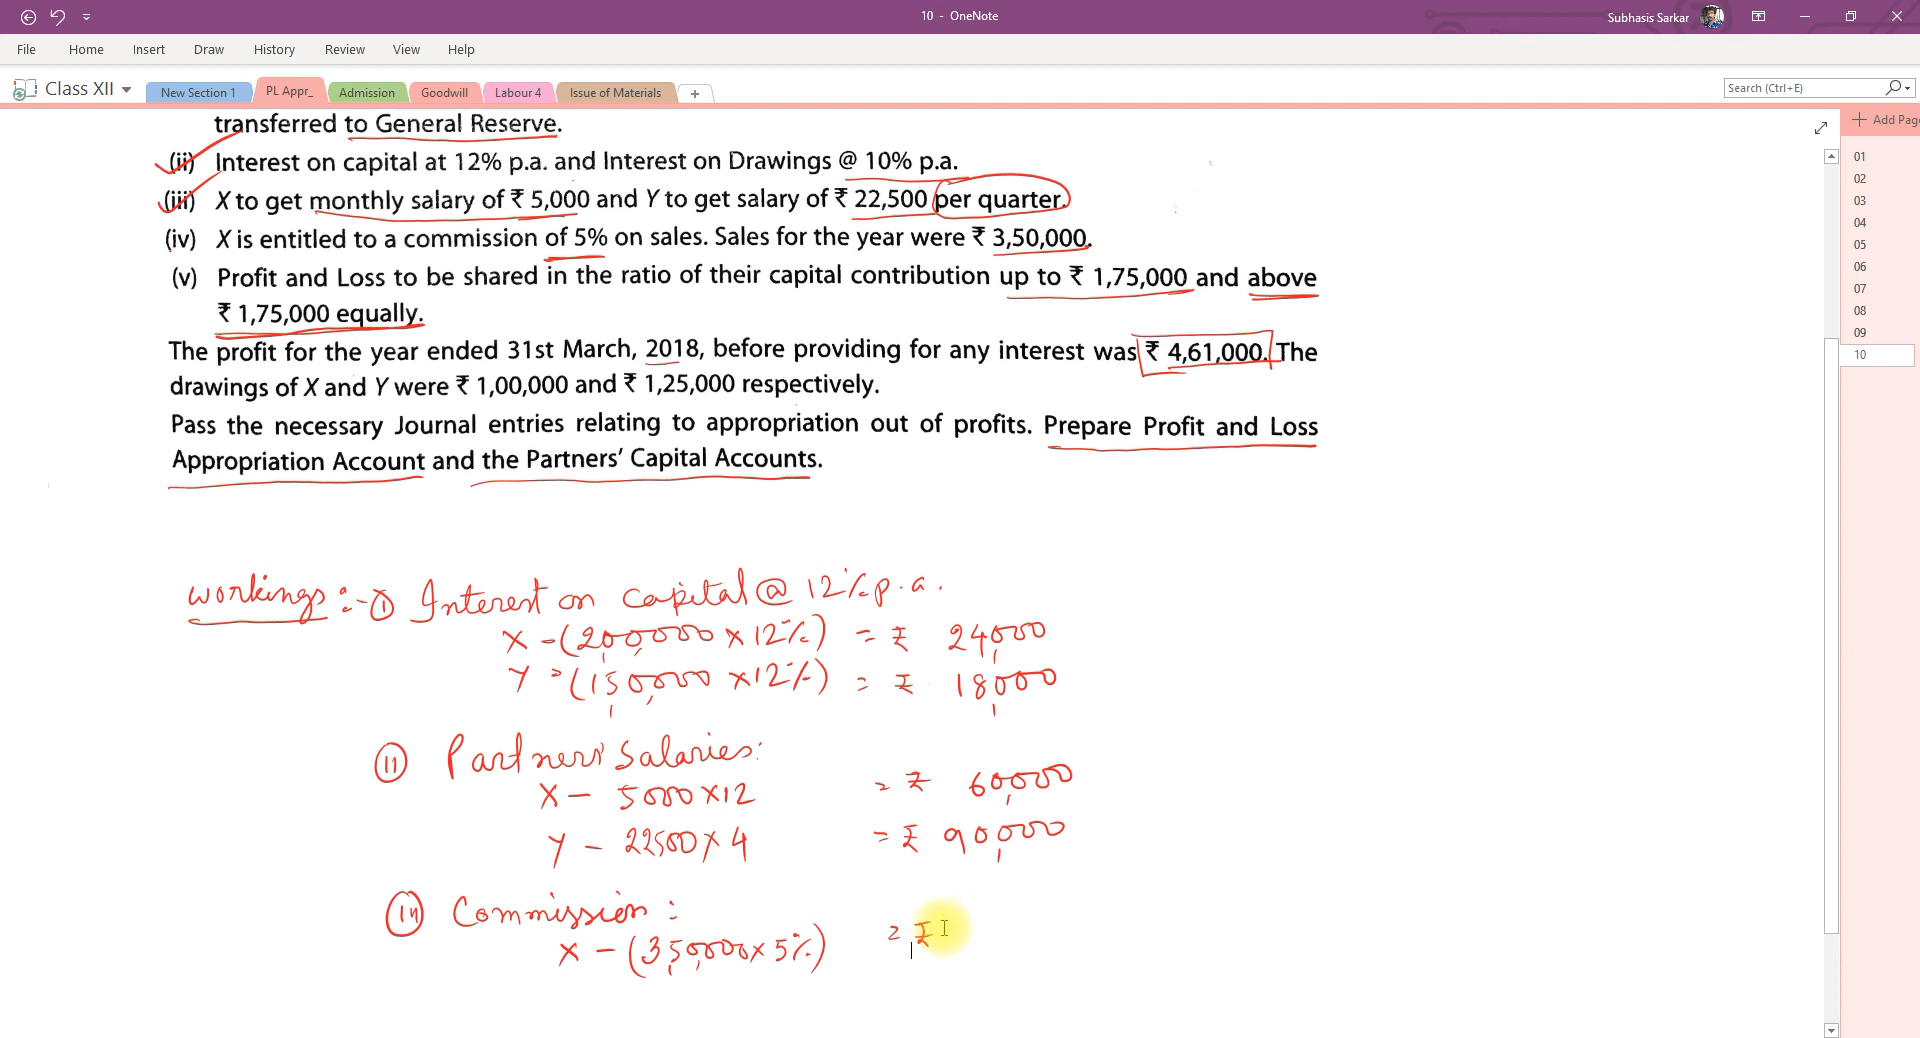 10 - OneNote
Subhasis Sarkar
File Home Insert Draw History Review View Help
Class XII New Section 1 PL Appr_ Admission Goodwill Labour 4 Issue of Materials +
Search (Ctrl+E)
Add Pag
01
02
03
04
05
06
07
08
09
10
transferred to General Reserve.
(ii) Interest on capital at 12% p.a. and Interest on Drawings @ 10% p.a.
(iii) X to get monthly salary of ₹ 5,000 and Y to get salary of ₹ 22,500 per quarter.
(iv) X is entitled to a commission of 5% on sales. Sales for the year were ₹ 3,50,000.
(v) Profit and Loss to be shared in the ratio of their capital contribution up to ₹ 1,75,000 and above
₹ 1,75,000 equally.
The profit for the year ended 31st March, 2018, before providing for any interest was ₹ 4,61,000. The
drawings of X and Y were ₹ 1,00,000 and ₹ 1,25,000 respectively.
Pass the necessary Journal entries relating to appropriation out of profits. Prepare Profit and Loss
Appropriation Account and the Partners' Capital Accounts.
Workings :- (i) Interest on capital @ 12% p.a.
X - (2,00,000 × 12%) = ₹ 24,000
Y = (1,50,000 × 12%) = ₹ 18,000
(ii) Partners' Salaries:
X - 5000 × 12 = ₹ 60,000
Y - 22500 × 4 = ₹ 90,000
(iii) Commission :
X - (3,50,000 × 5%) = ₹